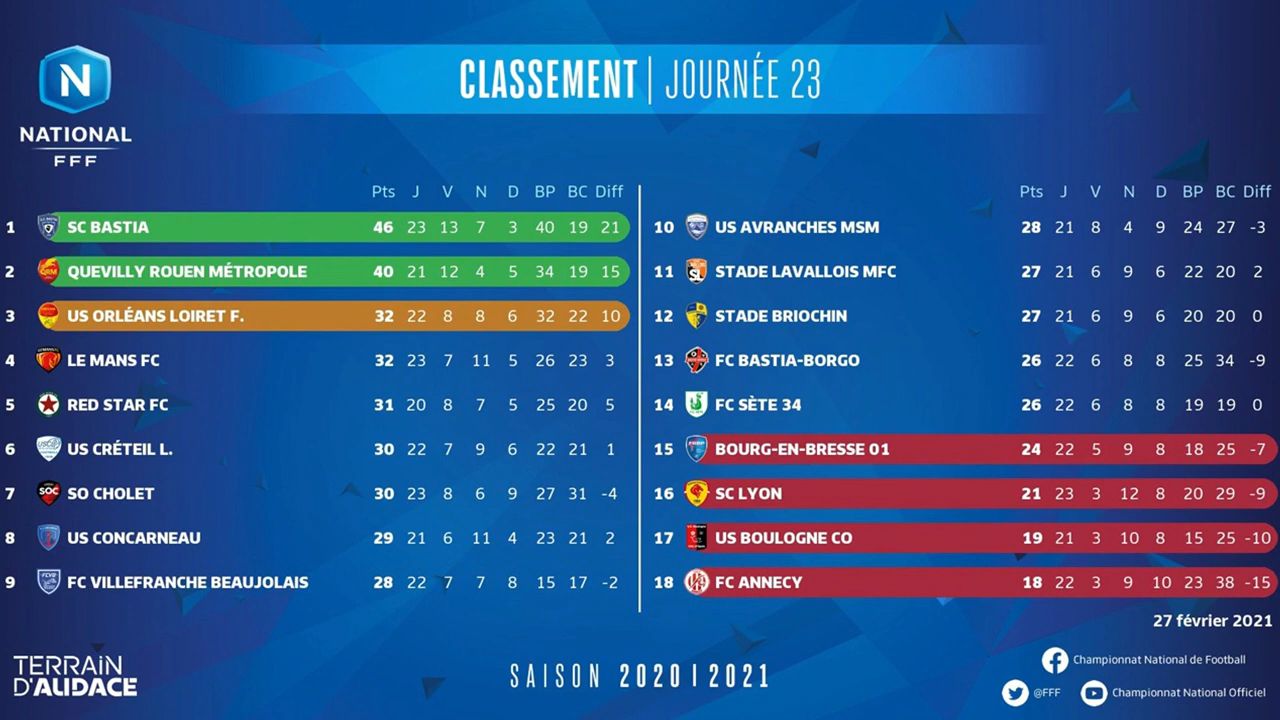 CLASSEMENT | JOURNÉE 23
N
NATIONAL
FFF
Pts J V N D BP BC Diff
1 SC BASTIA 46 23 13 7 3 40 19 21
2 QUEVILLY ROUEN MÉTROPOLE 40 21 12 4 5 34 19 15
3 US ORLÉANS LOIRET F. 32 22 8 8 6 32 22 10
4 LE MANS FC 32 23 7 11 5 26 23 3
5 RED STAR FC 31 20 8 7 5 25 20 5
6 US CRÉTEIL L. 30 22 7 9 6 22 21 1
7 SOC SO CHOLET 30 23 8 6 9 27 31 -4
8 US CONCARNEAU 29 21 6 11 4 23 21 2
9 FC VILLEFRANCHE BEAUJOLAIS 28 22 7 7 8 15 17 -2
Pts J V N D BP BC Diff
10 US AVRANCHES MSM 28 21 8 4 9 24 27 -3
11 STADE LAVALLOIS MFC 27 21 6 9 6 22 20 2
12 STADE BRIOCHIN 27 21 6 9 6 20 20 0
13 FC BASTIA-BORGO 26 22 6 8 8 25 34 -9
14 FC SÈTE 34 26 22 6 8 8 19 19 0
15 BOURG-EN-BRESSE 01 24 22 5 9 8 18 25 -7
16 SC LYON 21 23 3 12 8 20 29 -9
17 US BOULOGNE CO 19 21 3 10 8 15 25 -10
18 FC ANNECY 18 22 3 9 10 23 38 -15
27 février 2021
TERRAIN
D'AUDACE
SAISON 2020 | 2021
Championnat National de Football
@FFF Championnat National Officiel